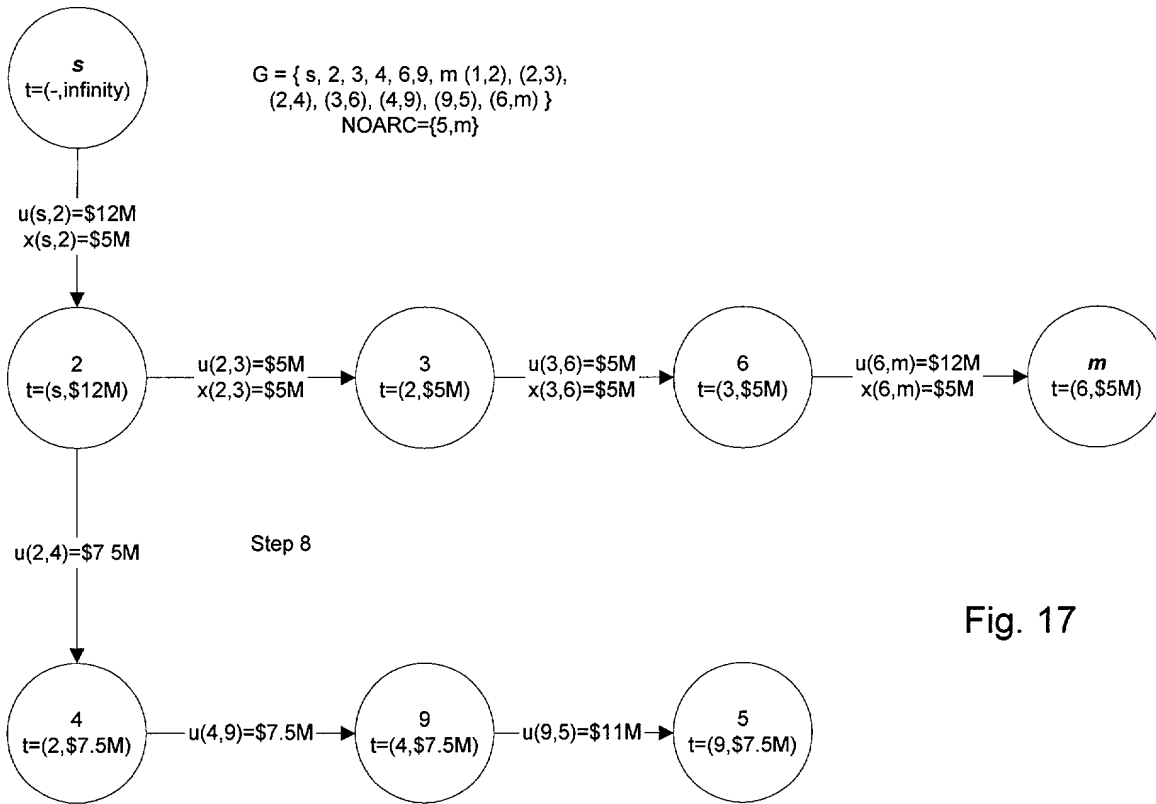 s
t=(-,infinity)
G = { s, 2, 3, 4, 6,9, m (1,2), (2,3),
(2,4), (3,6), (4,9), (9,5), (6,m) }
NOARC={5,m}
u(s,2)=$12M
x(s,2)=$5M
2
t=(s,$12M)
u(2,3)=$5M
x(2,3)=$5M
3
t=(2,$5M)
u(3,6)=$5M
x(3,6)=$5M
6
t=(3,$5M)
u(6,m)=$12M
x(6,m)=$5M
m
t=(6,$5M)
u(2,4)=$7 5M
Step 8
Fig. 17
4
t=(2,$7.5M)
u(4,9)=$7.5M
9
t=(4,$7.5M)
u(9,5)=$11M
5
t=(9,$7.5M)